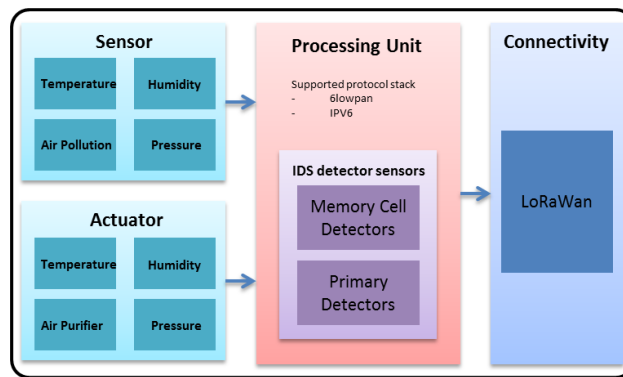 Sensor
Temperature
Humidity
Air Pollution
Pressure
Actuator
Temperature
Humidity
Air Purifier
Pressure
Processing Unit
Supported protocol stack
- 6lowpan
- IPV6
IDS detector sensors
Memory Cell
Detectors
Primary
Detectors
Connectivity
LoRaWan